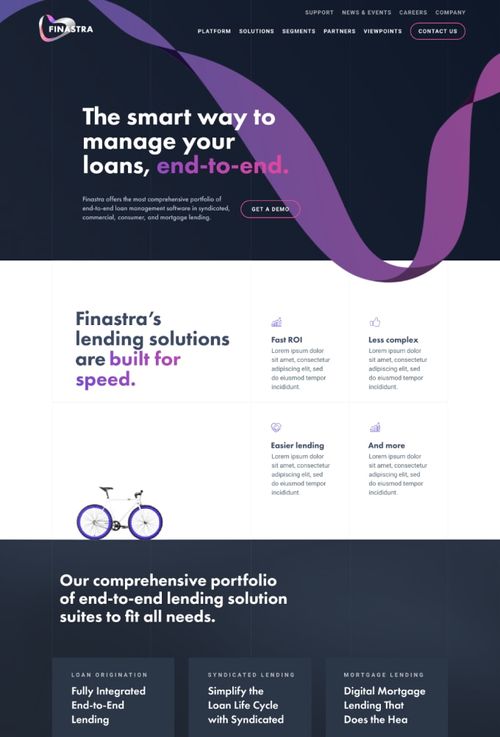 SUPPORT NEWS & EVENTS CAREERS COMPANY
FINASTRA
PLATFORM SOLUTIONS SEGMENTS PARTNERS VIEWPOINTS CONTACT US
The smart way to
manage your
loans, end-to-end.
Finastra offers the most comprehensive portfolio of
end-to-end loan management software in syndicated,
commercial, consumer, and mortgage lending.
GET A DEMO
Finastra's
lending solutions
are built for
speed.
Fast ROI
Lorem ipsum dolor
sit amet, consectetur
adipiscing elit, sed
do eiusmod tempor
incididunt.
Less complex
Lorem ipsum dolor
sit amet, consectetur
adipiscing elit, sed
do eiusmod tempor
incididunt.
Easier lending
Lorem ipsum dolor
sit amet, consectetur
adipiscing elit, sed
do eiusmod tempor
incididunt.
And more
Lorem ipsum dolor
sit amet, consectetur
adipiscing elit, sed
do eiusmod tempor
incididunt.
Our comprehensive portfolio
of end-to-end lending solution
suites to fit all needs.
LOAN ORIGINATION
Fully Integrated
End-to-End
Lending
SYNDICATED LENDING
Simplify the
Loan Life Cycle
with Syndicated
MORTGAGE LENDING
Digital Mortgage
Lending That
Does the Hea